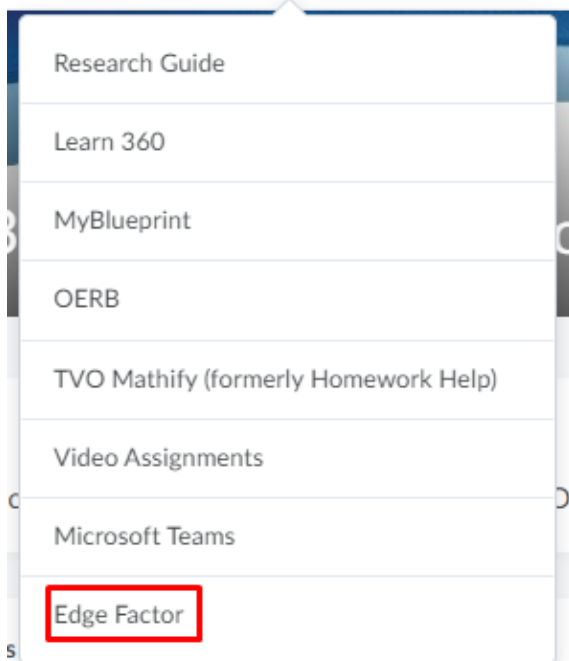 Research Guide
Learn 360
MyBlueprint
OERB
TVO Mathify (formerly Homework Help)
Video Assignments
Microsoft Teams
Edge Factor
s